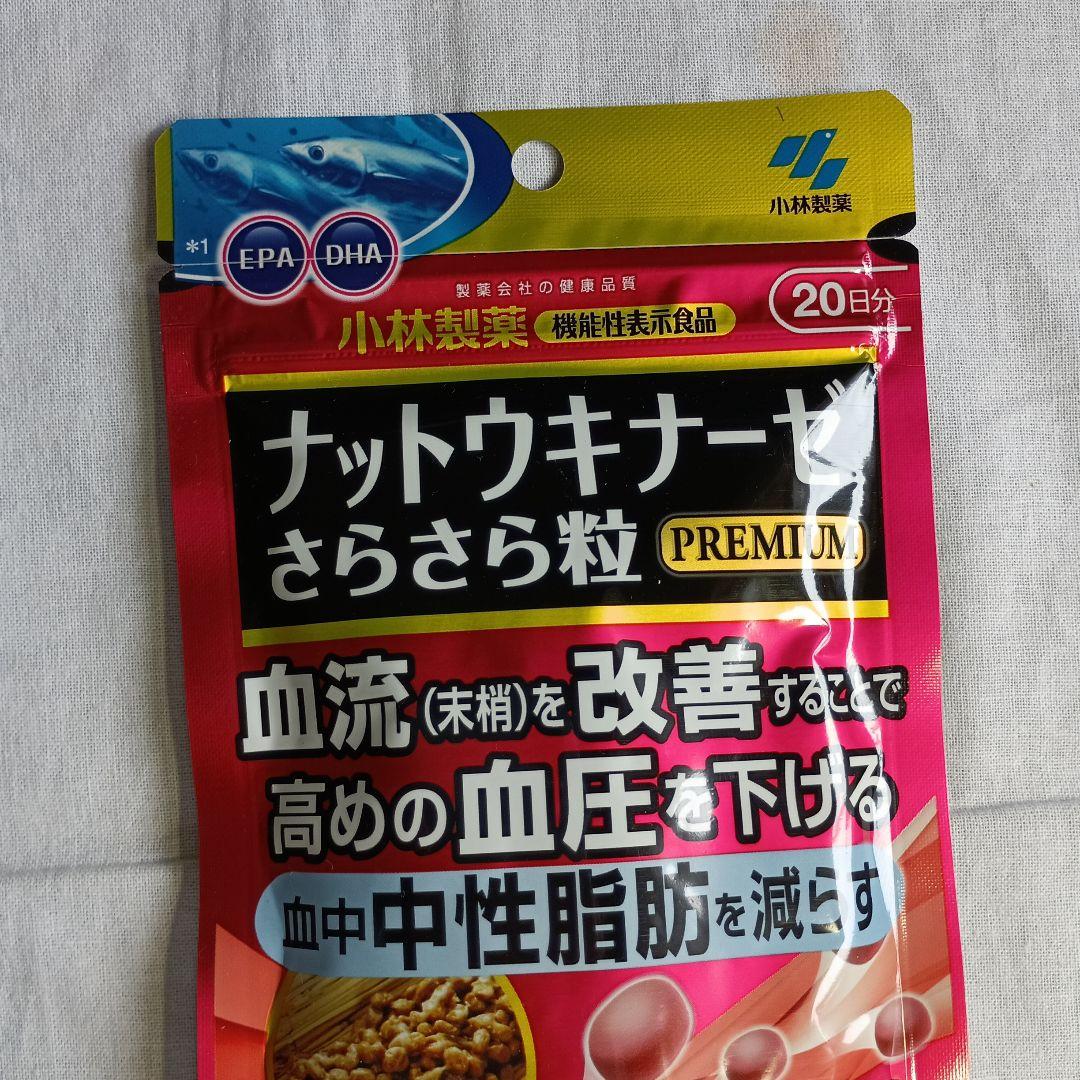 小林製薬
*1
EPA DHA
製薬会社の健康品質
小林製薬 機能性表示食品
20日分
ナットウキナーゼ
さらさら粒 PREMIUM
血流(末梢)を改善することで
高めの血圧を下げる
血中中性脂肪を減らす